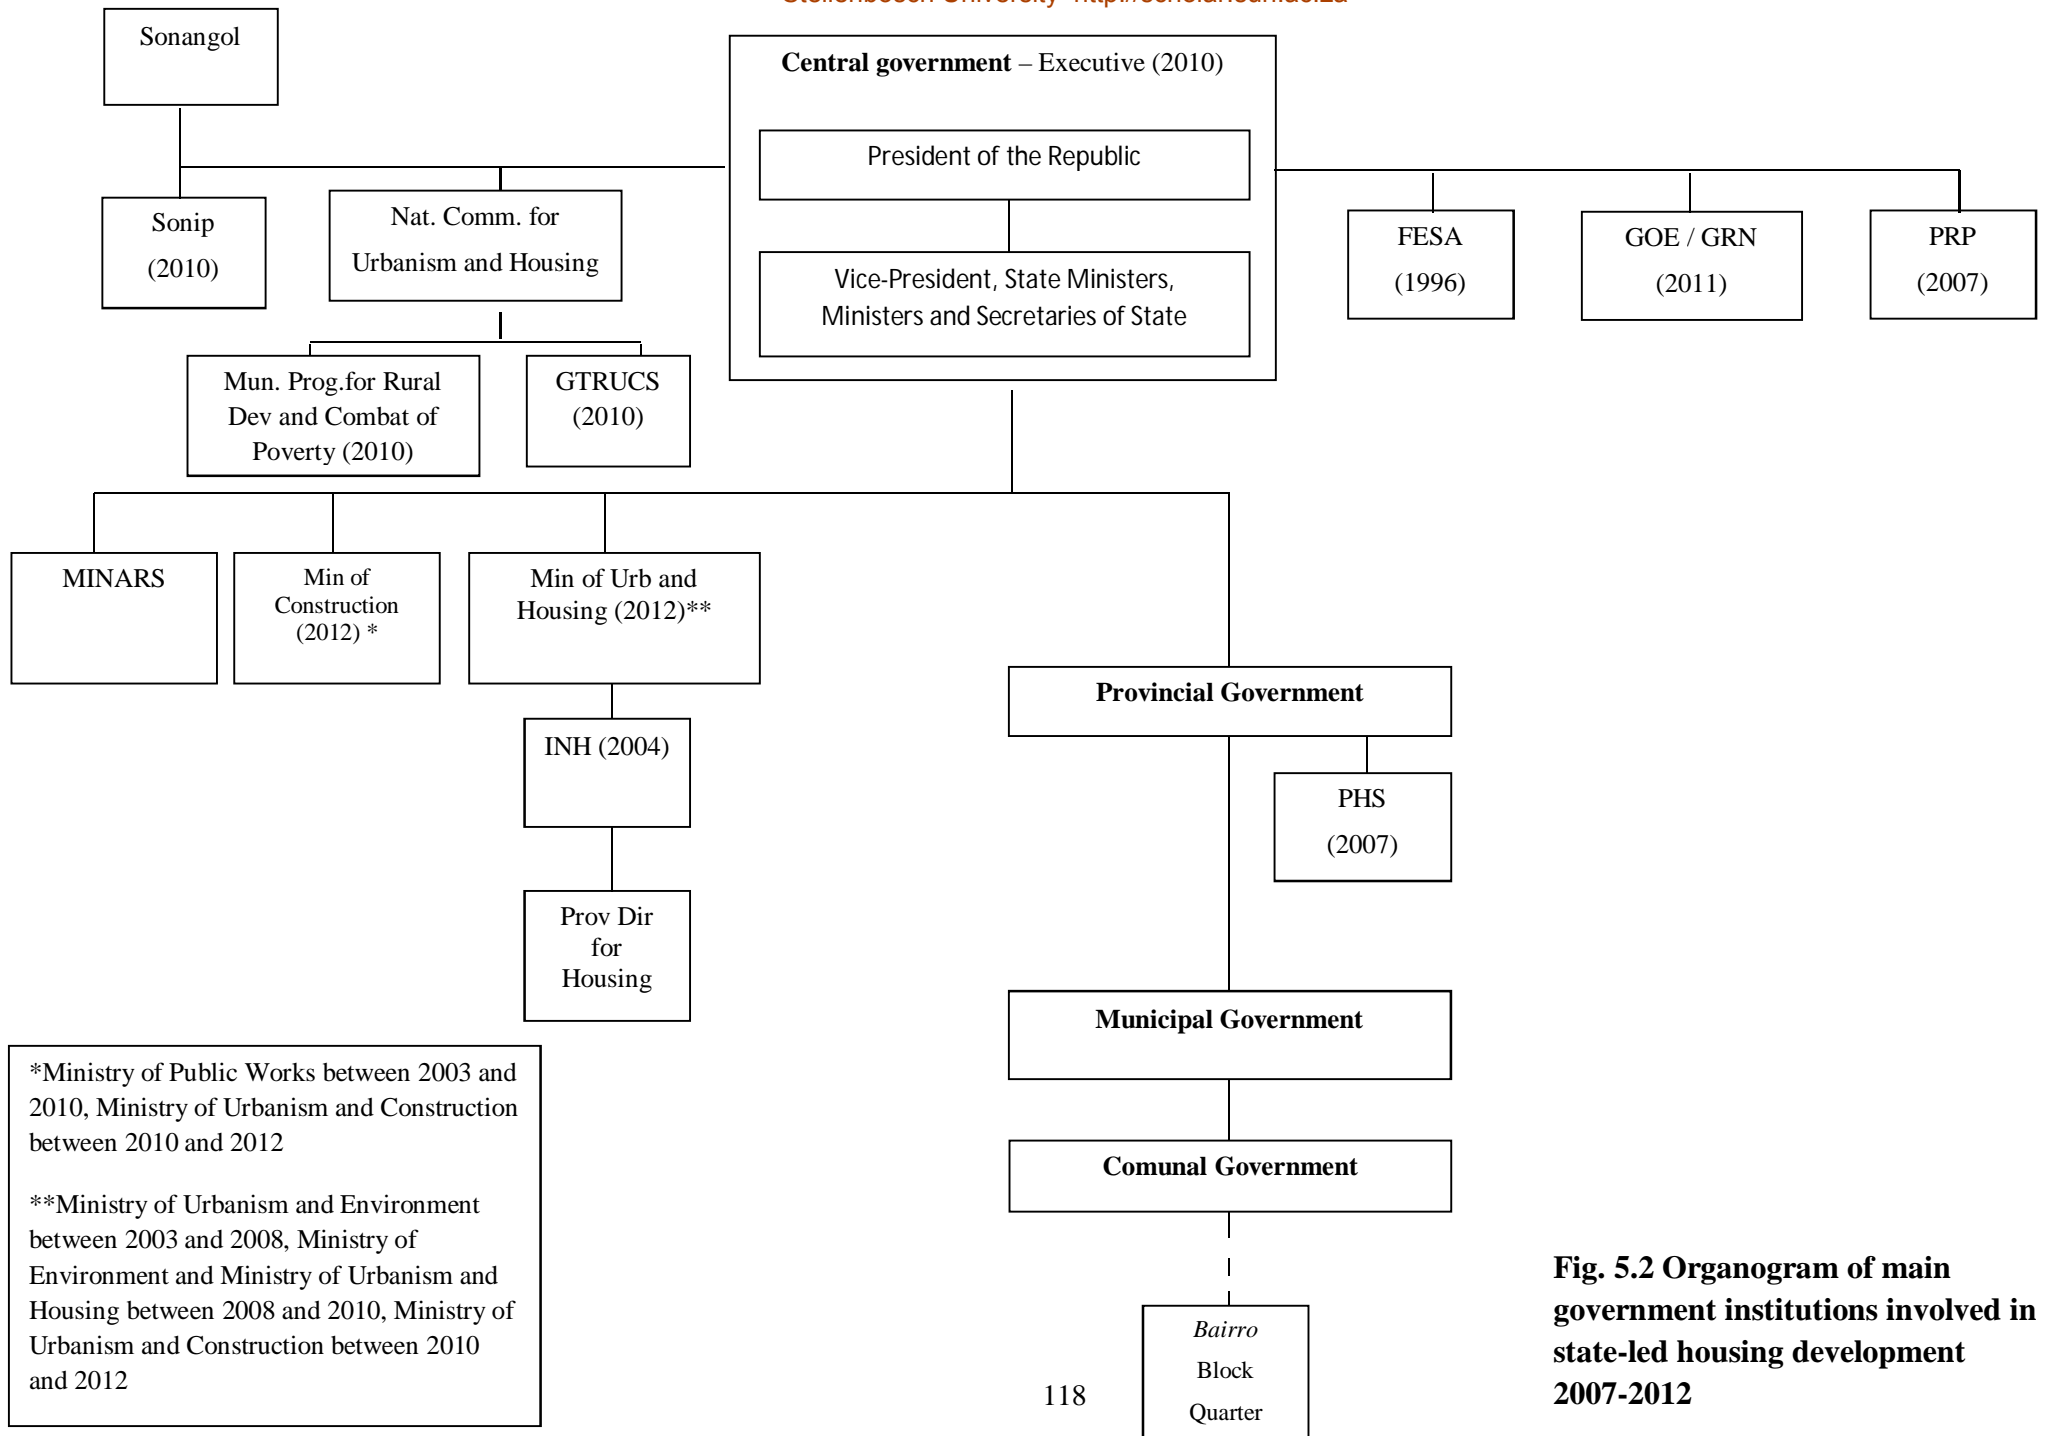 Stellenbosch University http://scholar.sun.ac.za
Sonangol
Central government – Executive (2010)
President of the Republic
Vice-President, State Ministers,
Ministers and Secretaries of State
Sonip
(2010)
Nat. Comm. for
Urbanism and Housing
FESA
(1996)
GOE / GRN
(2011)
PRP
(2007)
Mun. Prog.for Rural
Dev and Combat of
Poverty (2010)
GTRUCS
(2010)
MINARS
Min of
Construction
(2012) *
Min of Urb and
Housing (2012)**
Provincial Government
INH (2004)
PHS
(2007)
Prov Dir
for
Housing
Municipal Government
Comunal Government
*Ministry of Public Works between 2003 and
2010, Ministry of Urbanism and Construction
between 2010 and 2012
**Ministry of Urbanism and Environment
between 2003 and 2008, Ministry of
Environment and Ministry of Urbanism and
Housing between 2008 and 2010, Ministry of
Urbanism and Construction between 2010
and 2012
Bairro
Block
Quarter
118
Fig. 5.2 Organogram of main
government institutions involved in
state-led housing development
2007-2012